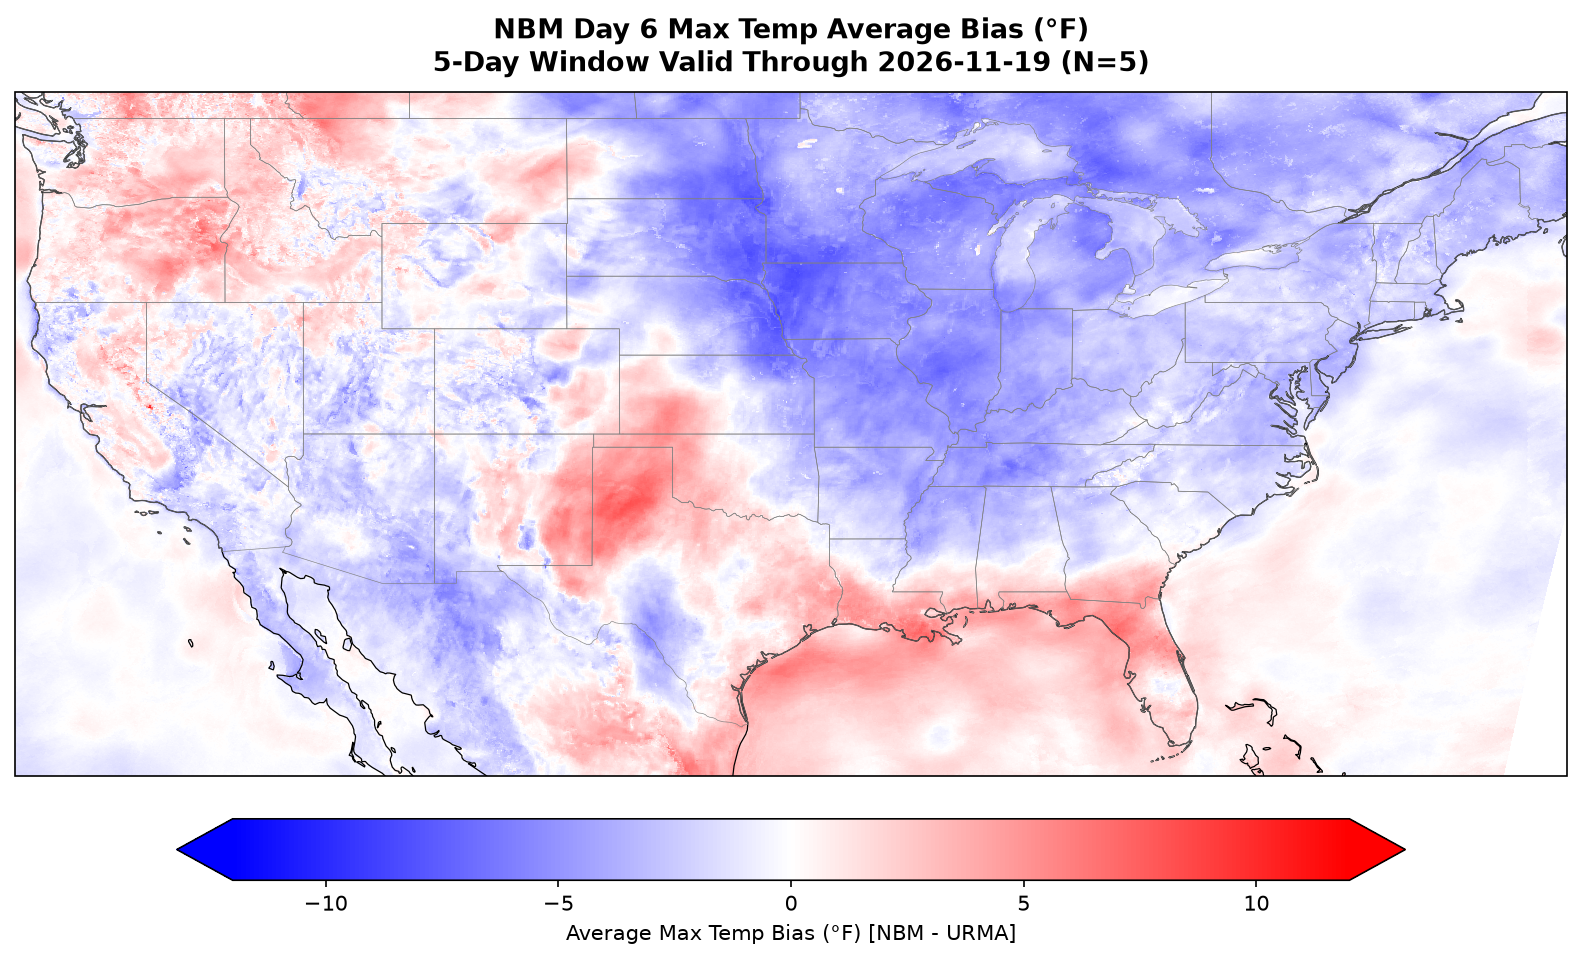 NBM Day 6 Max Temp Average Bias (°F)
5-Day Window Valid Through 2026-11-19 (N=5)
−10 −5 0 5 10
Average Max Temp Bias (°F) [NBM - URMA]